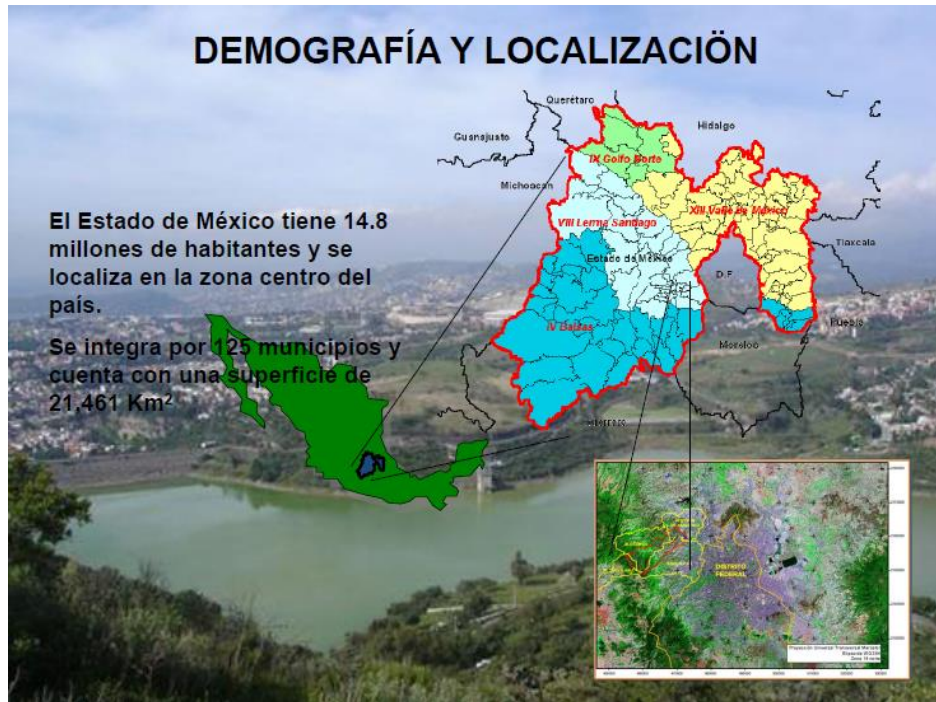 DEMOGRAFÍA Y LOCALIZACIÖN
Querétaro
Hidalgo
Guanajuato
IX Golfo Norte
Michoacan
XIII Valle de México
VIII Lerma Santiago
Tlaxcala
Estado de México
D.F.
Puebla
IV Balsas
Morelos
Guerrero
El Estado de México tiene 14.8
millones de habitantes y se
localiza en la zona centro del
país.
Se integra por 125 municipios y
cuenta con una superficie de
21,461 Km²
DISTRITO
FEDERAL